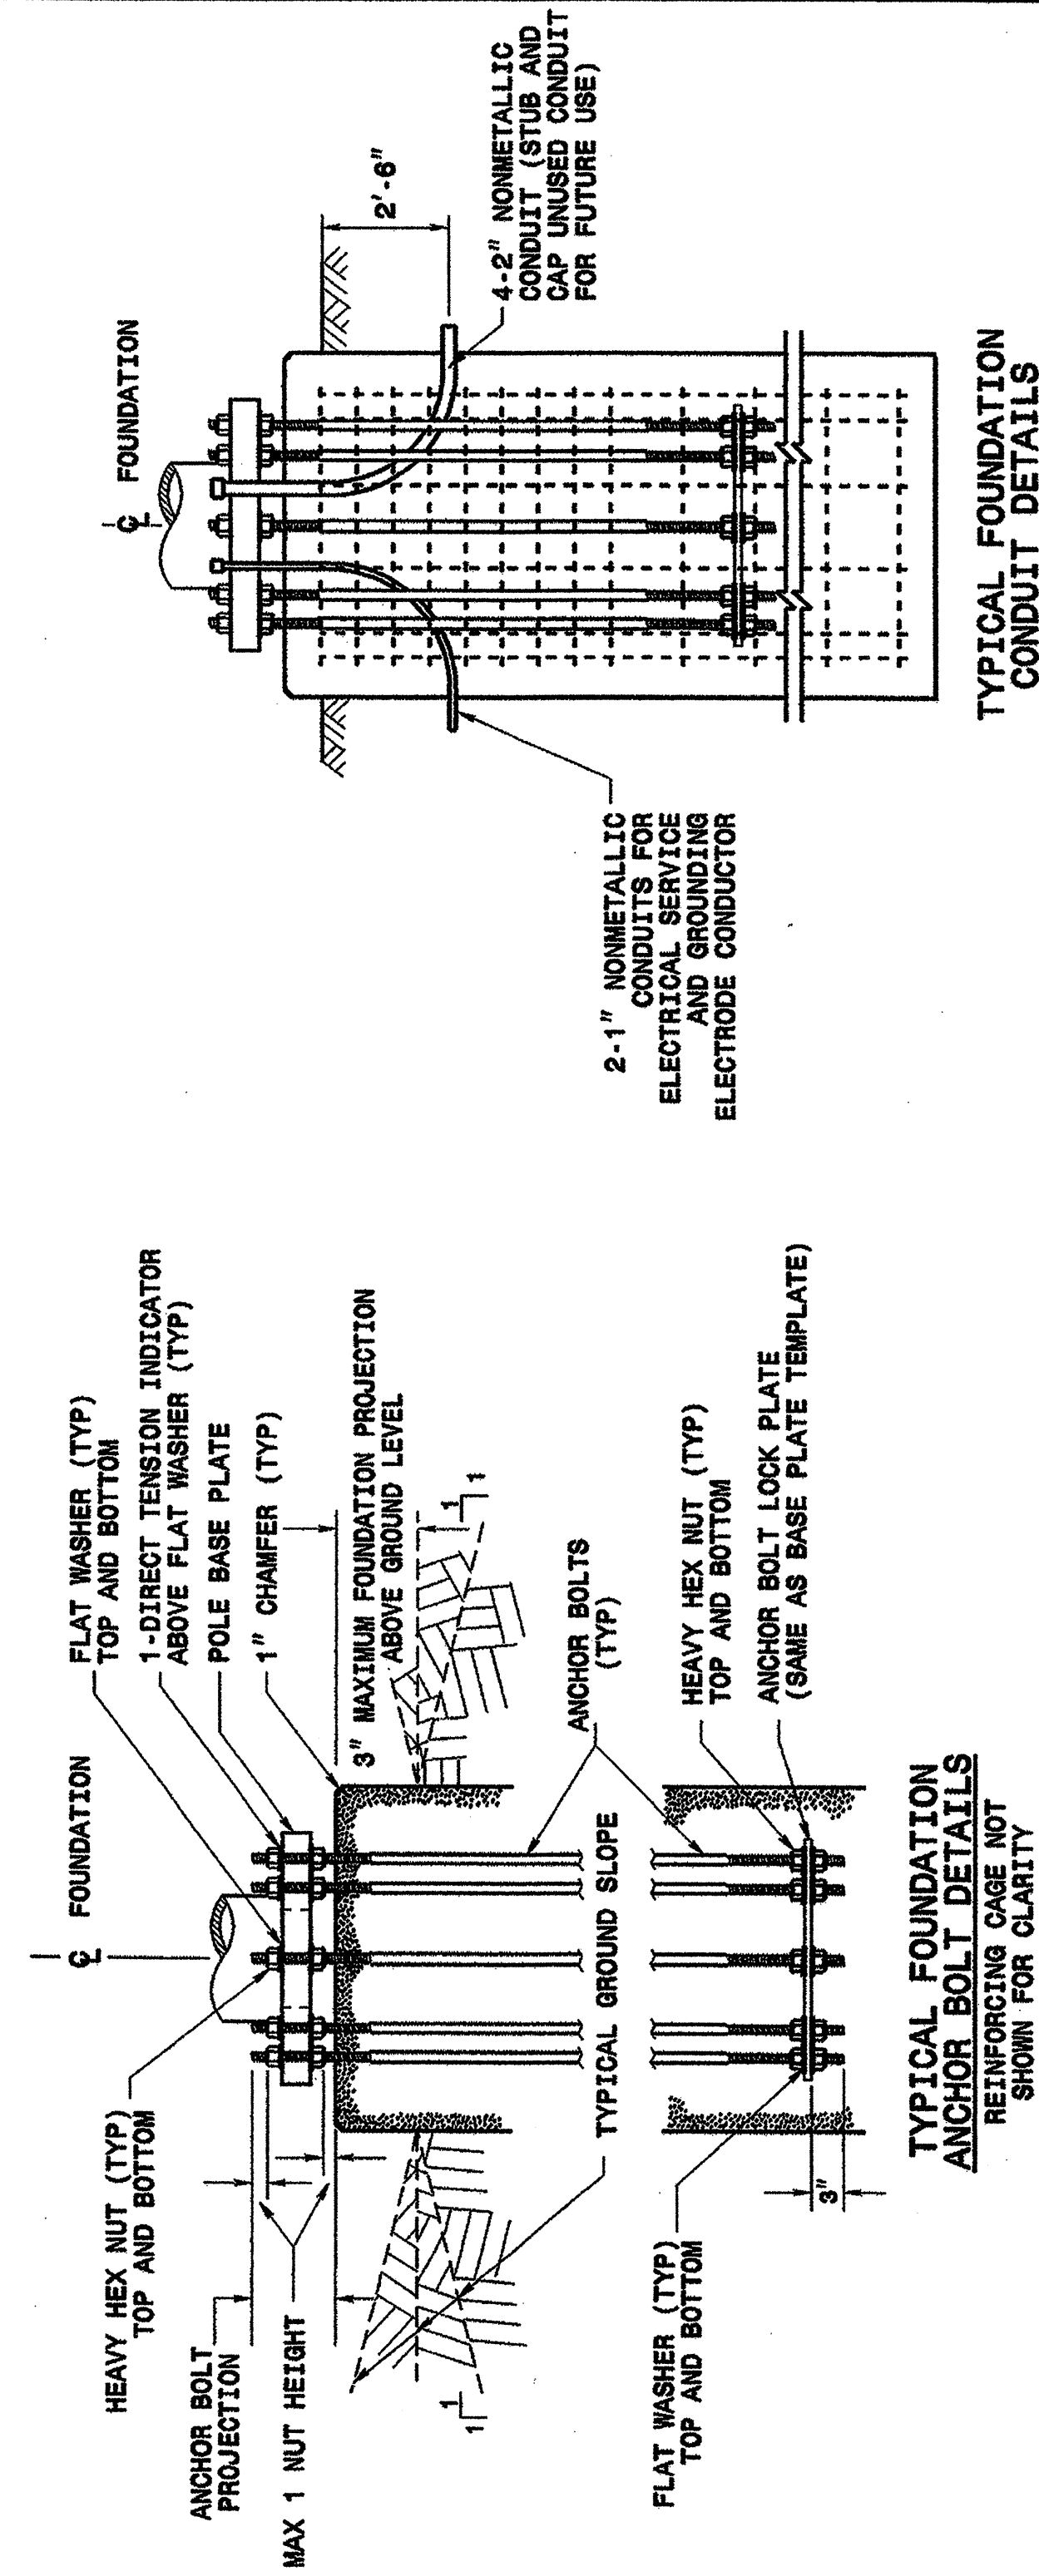 HEAVY HEX NUT (TYP)
TOP AND BOTTOM
ANCHOR BOLT
PROJECTION
MAX 1 NUT HEIGHT
℄ FOUNDATION
FLAT WASHER (TYP)
TOP AND BOTTOM
1-DIRECT TENSION INDICATOR
ABOVE FLAT WASHER (TYP)
POLE BASE PLATE
1" CHAMFER (TYP)
3" MAXIMUM FOUNDATION PROJECTION
ABOVE GROUND LEVEL
1
1
1
1
TYPICAL GROUND SLOPE
ANCHOR BOLTS
(TYP)
HEAVY HEX NUT (TYP)
TOP AND BOTTOM
ANCHOR BOLT LOCK PLATE
(SAME AS BASE PLATE TEMPLATE)
FLAT WASHER (TYP)
TOP AND BOTTOM
3"
TYPICAL FOUNDATION
ANCHOR BOLT DETAILS
REINFORCING CAGE NOT
SHOWN FOR CLARITY
℄ FOUNDATION
2'-6"
4-2" NONMETALLIC
CONDUIT (STUB AND
CAP UNUSED CONDUIT
FOR FUTURE USE)
2-1" NONMETALLIC
CONDUITS FOR
ELECTRICAL SERVICE
AND GROUNDING
ELECTRODE CONDUCTOR
TYPICAL FOUNDATION
CONDUIT DETAILS